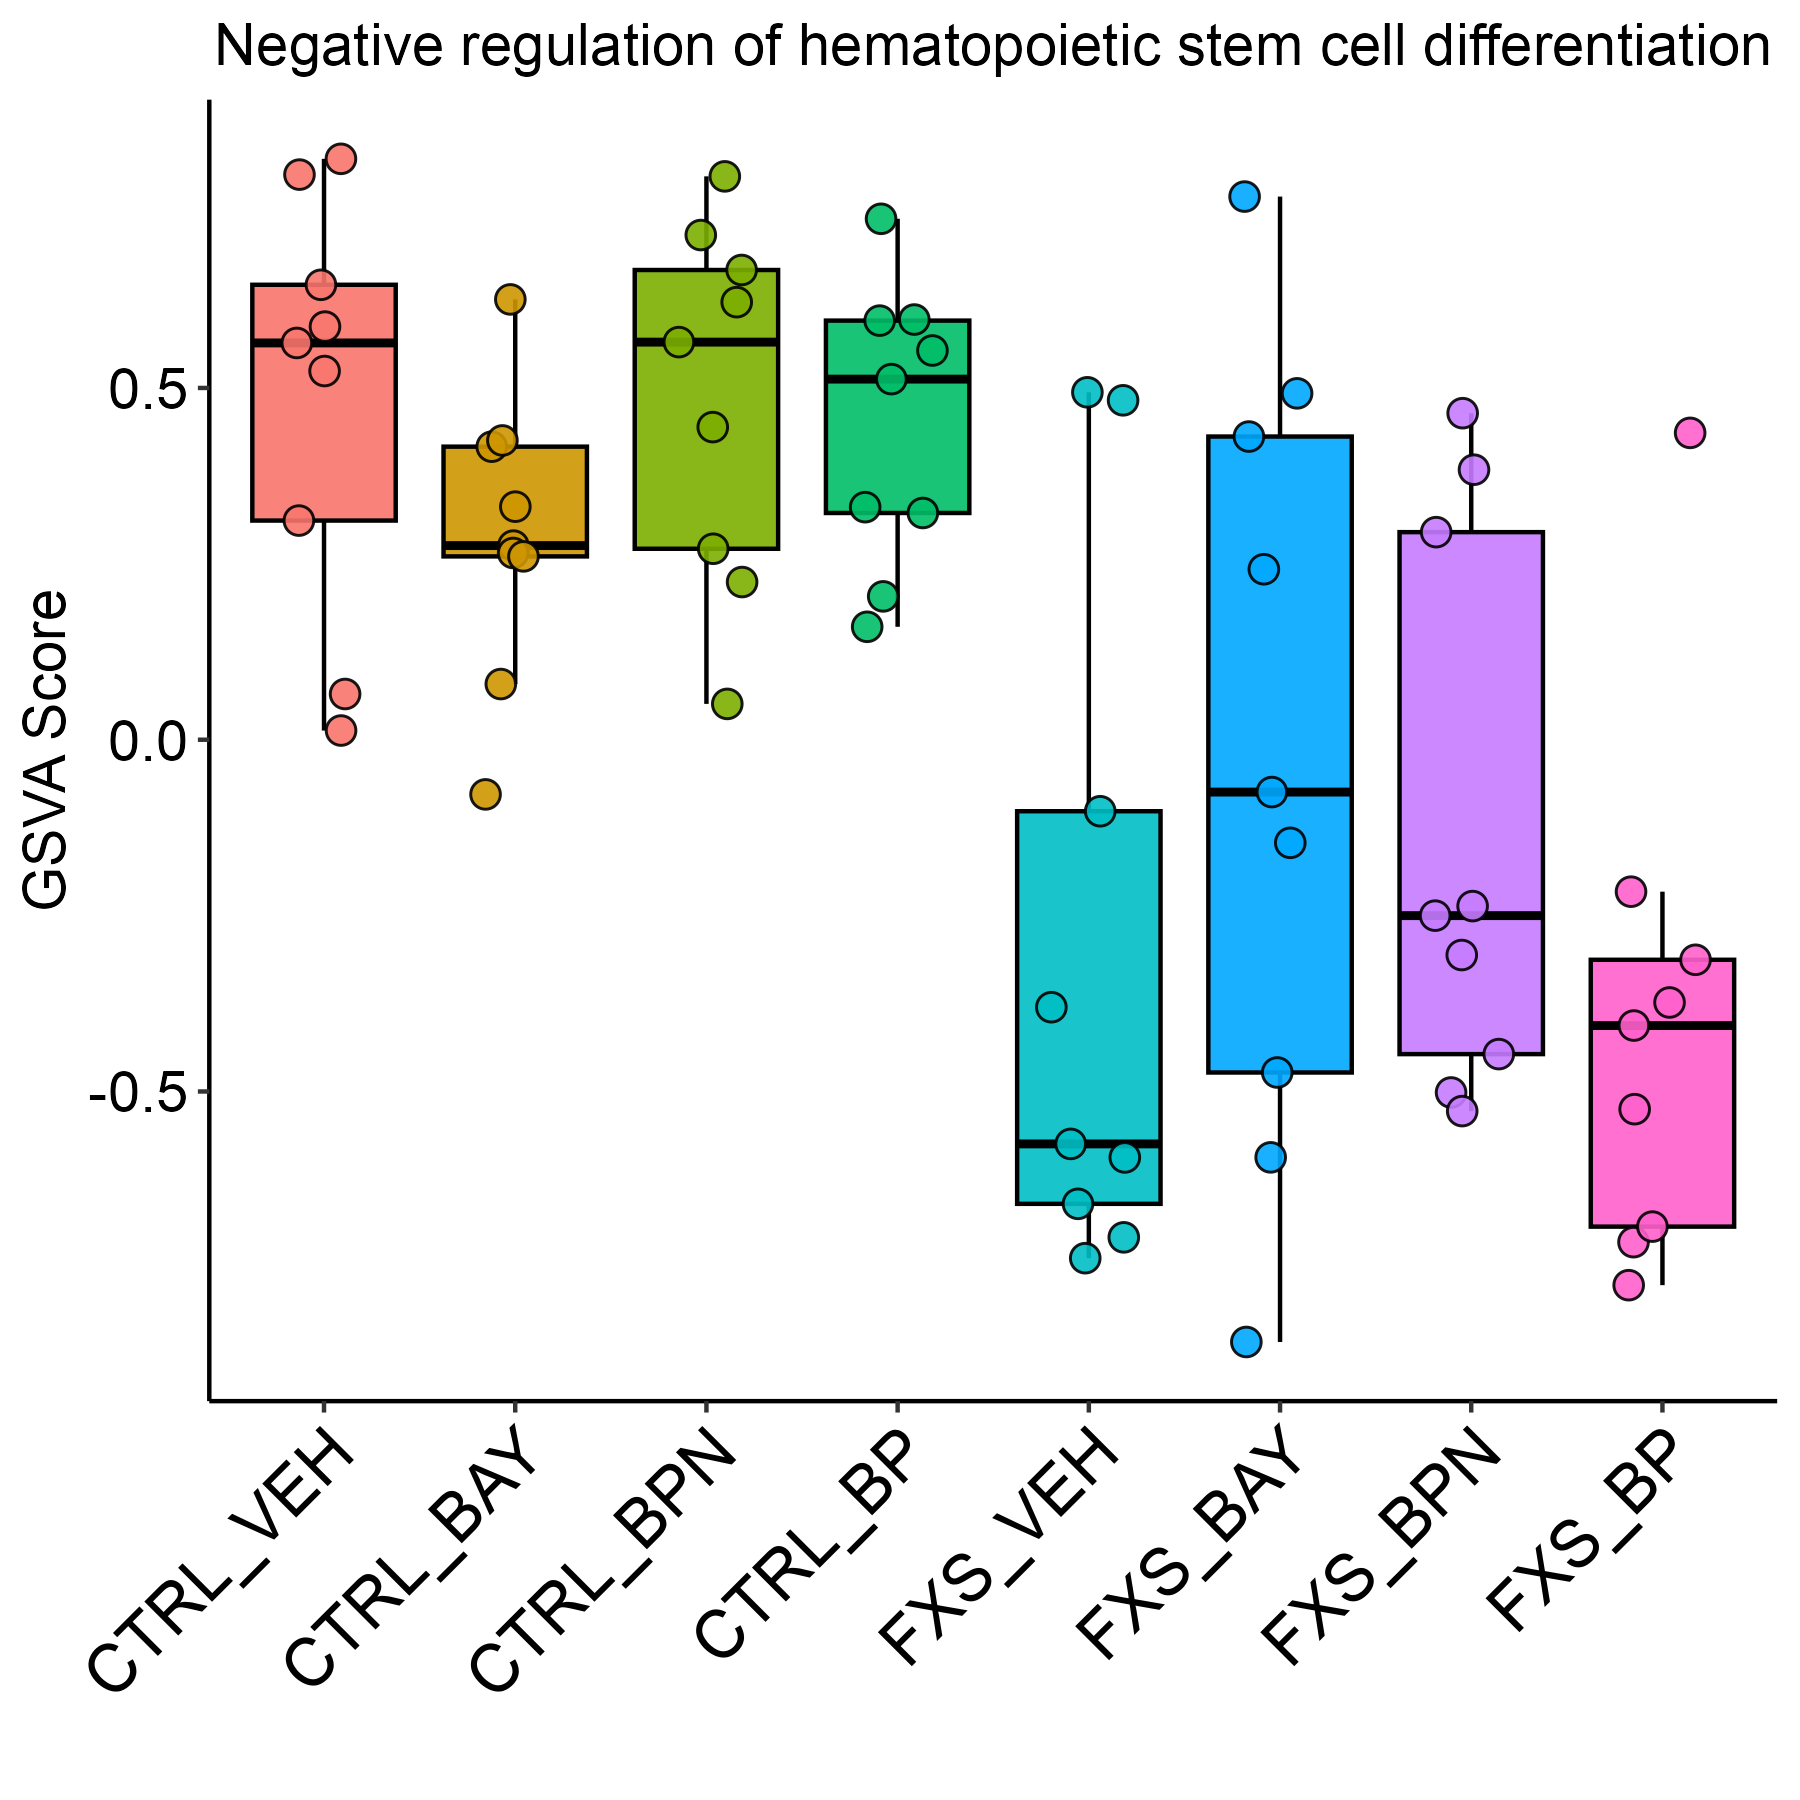 Negative regulation of hematopoietic stem cell differentiation
GSVA Score
0.5
0.0
-0.5
CTRL_VEH
CTRL_BAY
CTRL_BPN
CTRL_BP
FXS_VEH
FXS_BAY
FXS_BPN
FXS_BP